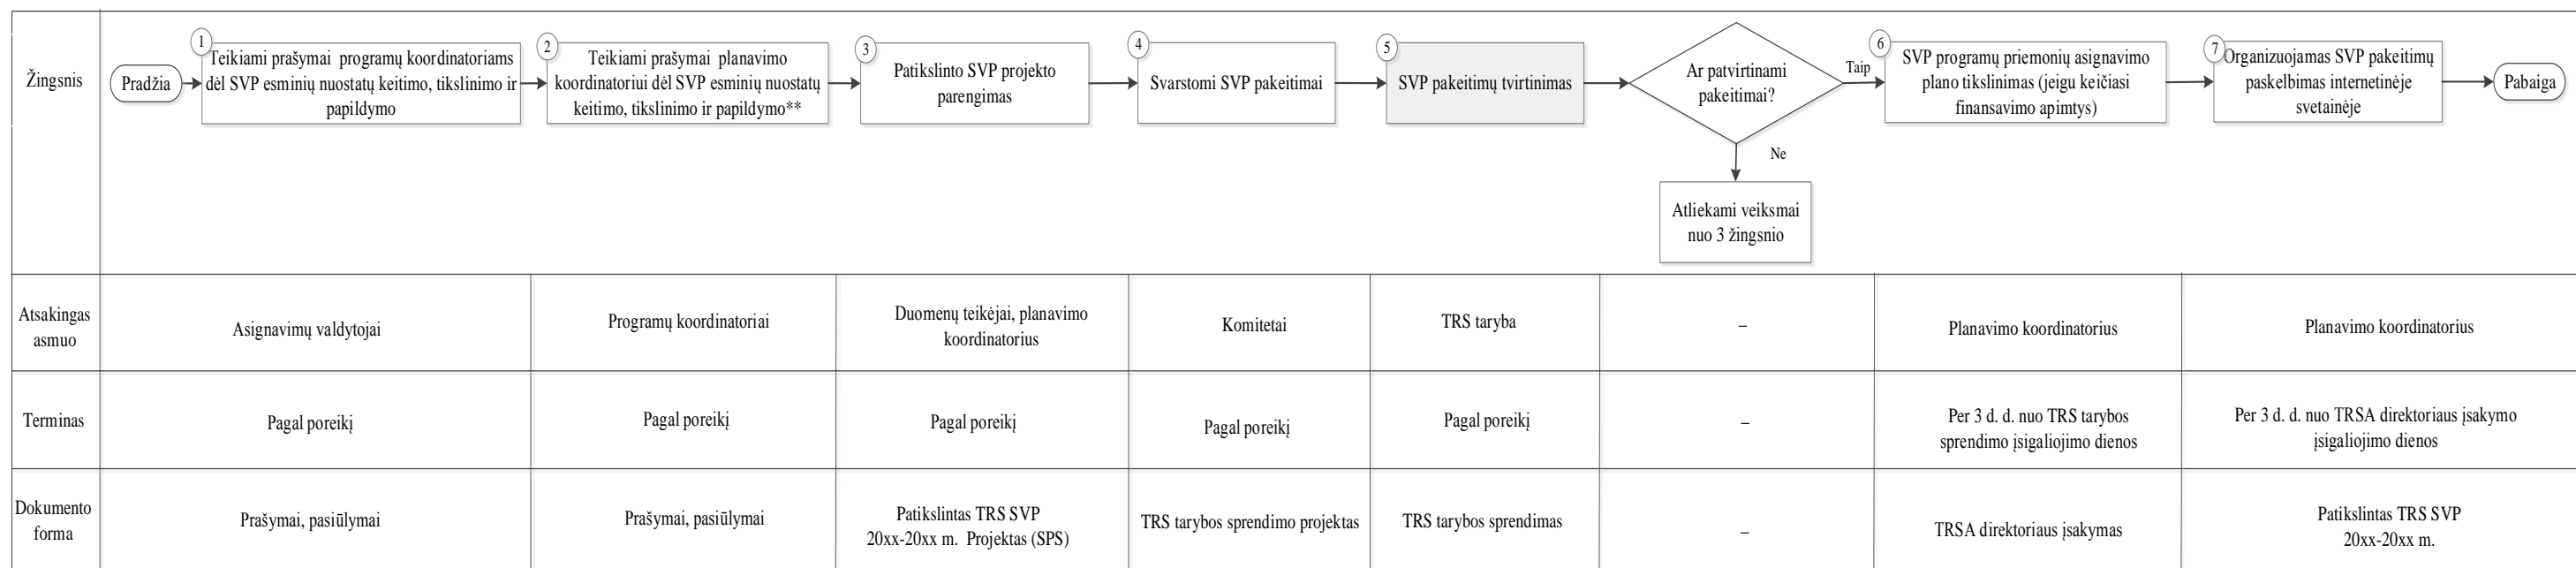 Žingsnis
Pradžia
1
Teikiami prašymai  programų koordinatoriams
dėl SVP esminių nuostatų keitimo, tikslinimo ir
papildymo
2
Teikiami prašymai  planavimo
koordinatoriui dėl SVP esminių nuostatų
keitimo, tikslinimo ir papildymo**
3
Patikslinto SVP projekto
parengimas
4
Svarstomi SVP pakeitimai
5
SVP pakeitimų tvirtinimas
Ar patvirtinami
pakeitimai?
Taip
Ne
Atliekami veiksmai
nuo 3 žingsnio
6
SVP programų priemonių asignavimo
plano tikslinimas (jeigu keičiasi
finansavimo apimtys)
7
Organizuojamas SVP pakeitimų
paskelbimas internetinėje
svetainėje
Pabaiga
Atsakingas
asmuo
Asignavimų valdytojai
Programų koordinatoriai
Duomenų teikėjai, planavimo
koordinatorius
Komitetai
TRS taryba
–
Planavimo koordinatorius
Planavimo koordinatorius
Terminas
Pagal poreikį
Pagal poreikį
Pagal poreikį
Pagal poreikį
Pagal poreikį
–
Per 3 d. d. nuo TRS tarybos
sprendimo įsigaliojimo dienos
Per 3 d. d. nuo TRSA direktoriaus įsakymo
įsigaliojimo dienos
Dokumento
forma
Prašymai, pasiūlymai
Prašymai, pasiūlymai
Patikslintas TRS SVP
20xx-20xx m.  Projektas (SPS)
TRS tarybos sprendimo projektas
TRS tarybos sprendimas
–
TRSA direktoriaus įsakymas
Patikslintas TRS SVP
20xx-20xx m.